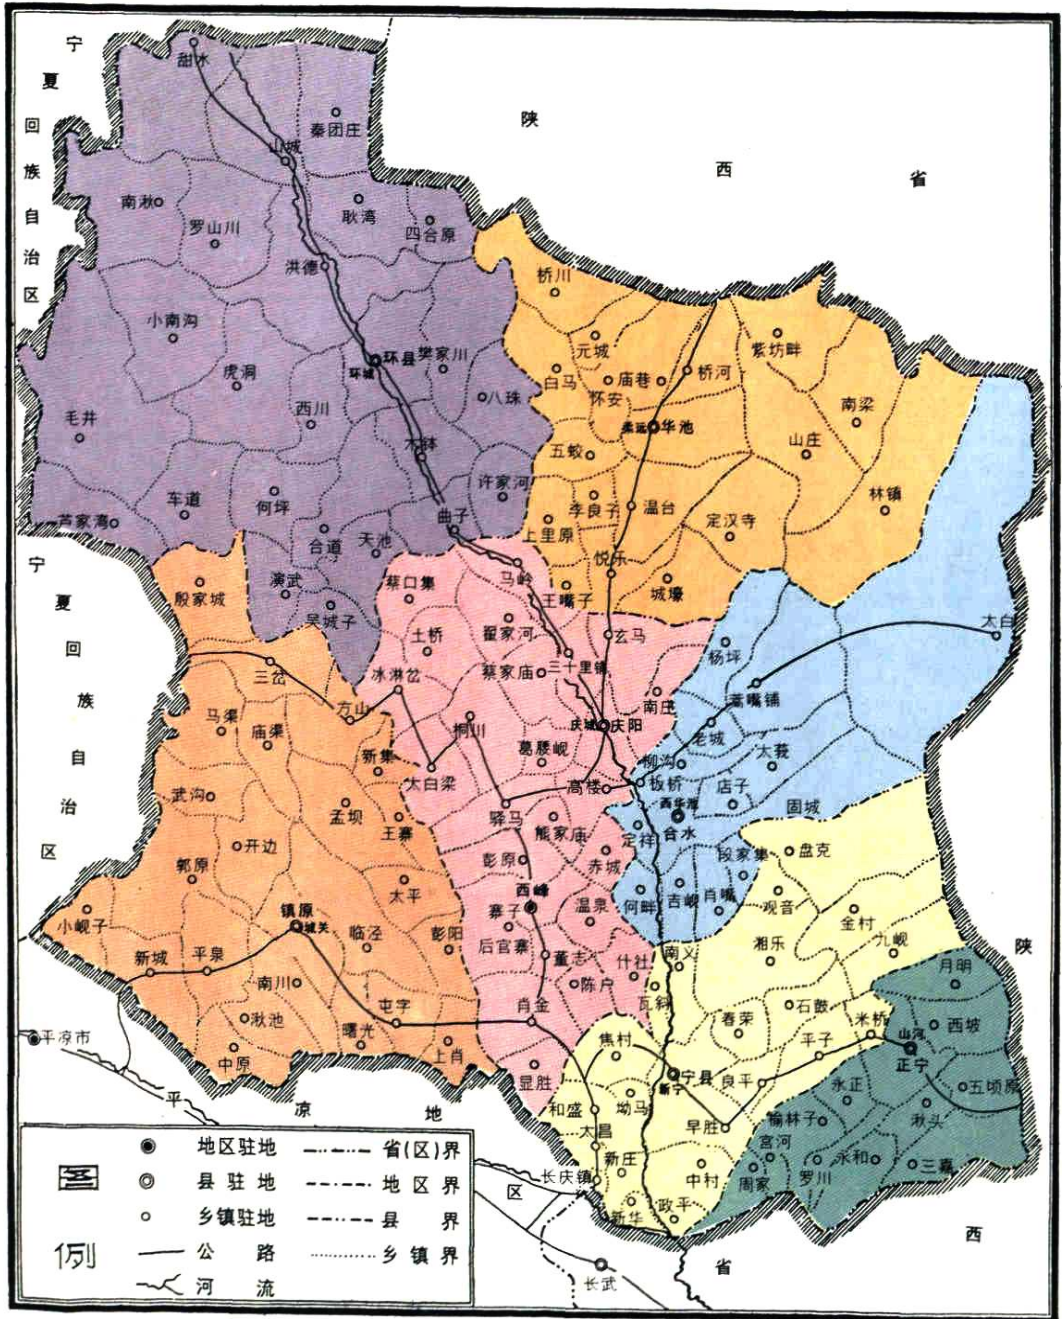 宁夏回族自治区
陕西省
甜水
秦团庄
山城
南湫
罗山川
耿湾
四合原
洪德
小南沟
虎洞
环县
环城
樊家川
八珠
毛井
西川
木钵
许家河
芦家湾
车道
何坪
曲子
合道
天池
演武
吴城子
桥川
元城
紫坊畔
白马
怀安
庙巷
桥河
南梁
柔远
华池
五蛟
山庄
李良子
温台
林镇
上里原
定汉寺
悦乐
王嘴子
城壕
宁夏回族自治区
殷家城
三岔
方山
马渠
庙渠
新集
武沟
孟坝
王寨
开边
郭原
太平
小岘子
镇原
城关
临泾
彭阳
新城
平泉
南川
屯字
湫池
曙光
中原
上肖
蔡口集
马岭
土桥
翟家河
玄马
冰淋岔
蔡家庙
三十里铺
南庄
桐川
庆城
庆阳
葛腰岘
太白梁
高楼
驿马
熊家庙
赤城
彭原
西峰
寨子
温泉
后官寨
董志
什社
陈户
肖金
显胜
太白
杨坪
蒿嘴铺
老城
太莪
柳沟
板桥
店子
西华池
合水
固城
定祥
段家集
何畔
吉岘
肖嘴
盘克
观音
金村
九岘
南义
湘乐
瓦斜
石鼓
春荣
米桥
焦村
平子
宁县
新宁
良平
和盛
坳马
早胜
太昌
新庄
中村
长庆镇
新华
政平
月明
山河
西坡
正宁
永正
五顷原
榆林子
湫头
宫河
永和
三嘉
周家
罗川
陕西省
平凉市
平凉地区
长武
图例
地区驻地
县驻地
乡镇驻地
公路
河流
省(区)界
地区界
县界
乡镇界